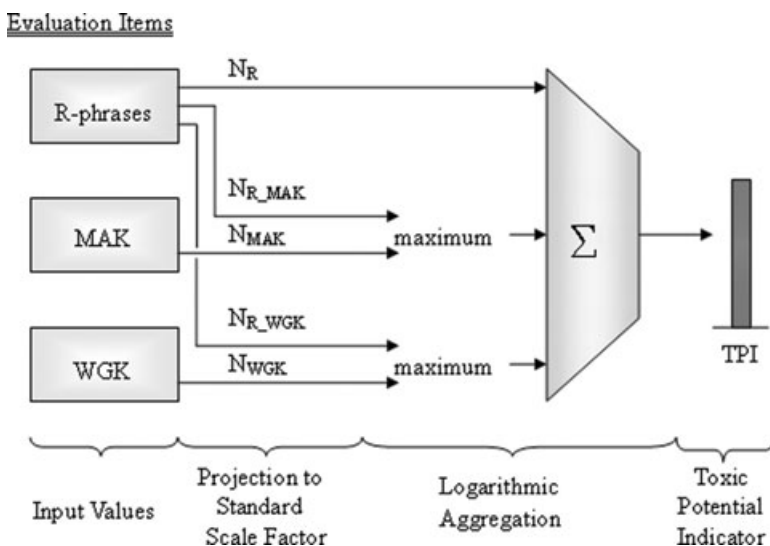 Evaluation Items
R-phrases
N_R
N_R_MAK
MAK
N_MAK
maximum
Σ
N_R_WGK
WGK
N_WGK
maximum
TPI
Input Values
Projection to
Standard
Scale Factor
Logarithmic
Aggregation
Toxic
Potential
Indicator